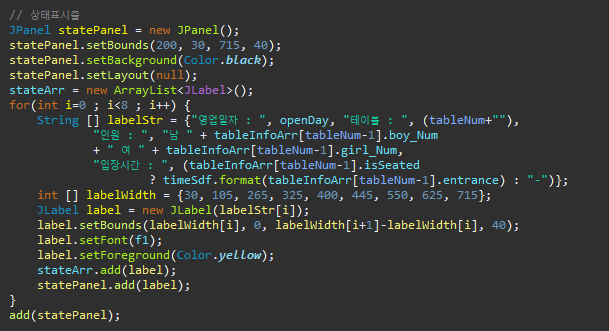 // 상태표시줄
JPanel statePanel = new JPanel();
statePanel.setBounds(200, 30, 715, 40);
statePanel.setBackground(Color.black);
statePanel.setLayout(null);
stateArr = new ArrayList<JLabel>();
for(int i=0 ; i<8 ; i++) {
    String [] labelStr = {"영업일자 : ", openDay, "테이블 : ", (tableNum+""),
            "인원 : ", "남 " + tableInfoArr[tableNum-1].boy_Num
            + " 여 " + tableInfoArr[tableNum-1].girl_Num,
            "입장시간 : ", (tableInfoArr[tableNum-1].isSeated
                    ? timeSdf.format(tableInfoArr[tableNum-1].entrance) : "-")};
    int [] labelWidth = {30, 105, 265, 325, 400, 445, 550, 625, 715};
    JLabel label = new JLabel(labelStr[i]);
    label.setBounds(labelWidth[i], 0, labelWidth[i+1]-labelWidth[i], 40);
    label.setFont(f1);
    label.setForeground(Color.yellow);
    stateArr.add(label);
    statePanel.add(label);
}
add(statePanel);